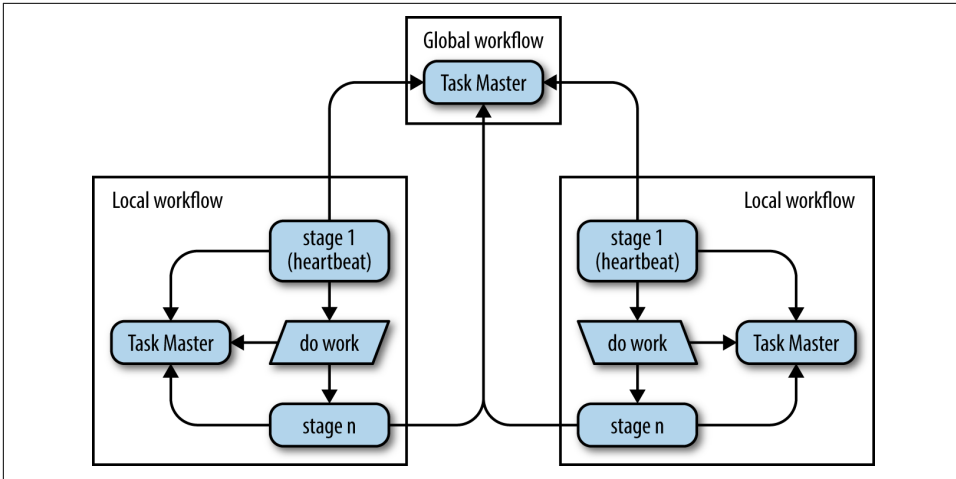 Global workflow
Task Master
Local workflow
stage 1
(heartbeat)
Task Master
do work
stage n
Local workflow
stage 1
(heartbeat)
do work
Task Master
stage n